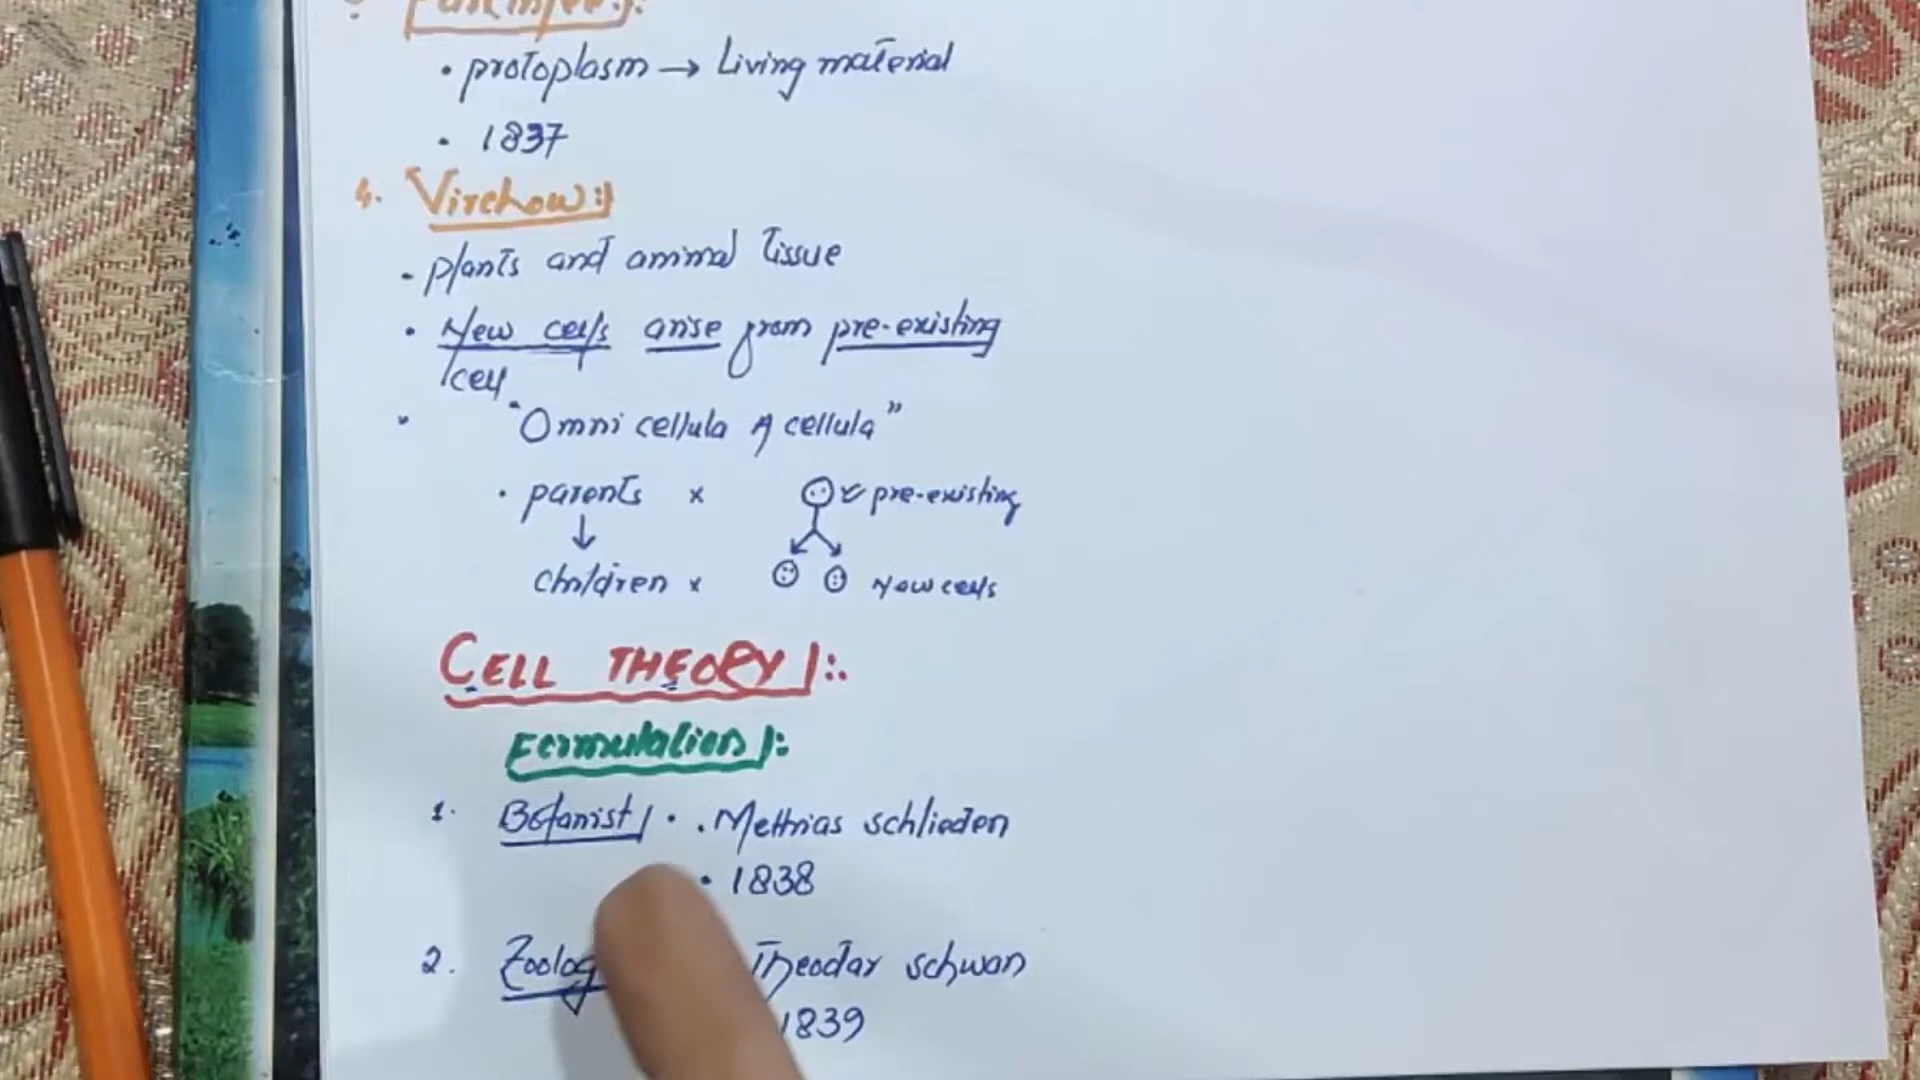 • protoplasm → Living material
• 1837
4. Virchow:
- plants and animal tissue
• New cells arise from pre-existing
cell
"Omni cellula A cellula"
• parents × pre-existing
↓
children × New cells
CELL THEORY:
Formulation:
1. Botanist • Methias schlieden
• 1838
2. Zoolog Theodar schwan
1839